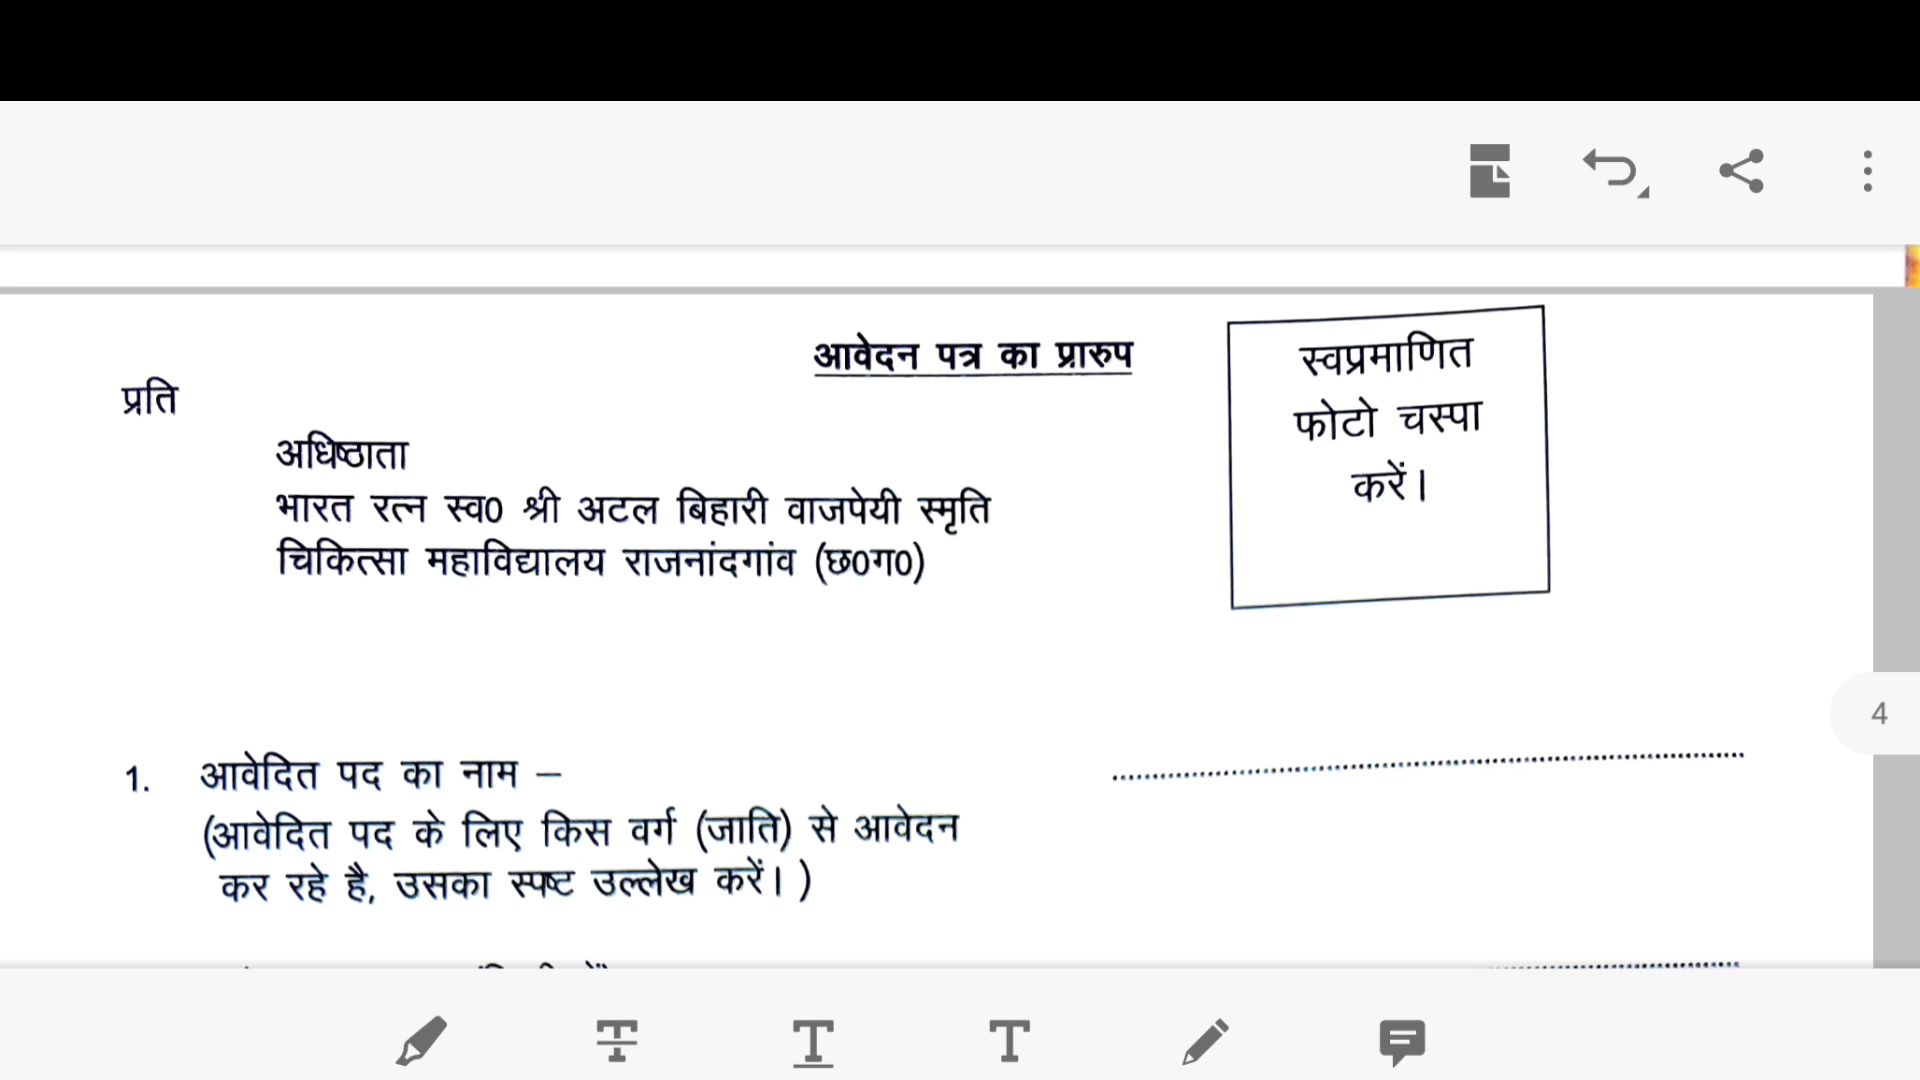 आवेदन पत्र का प्रारुप
स्वप्रमाणित
फोटो चस्पा
करें।
प्रति
अधिष्ठाता
भारत रत्न स्व0 श्री अटल बिहारी वाजपेयी स्मृति
चिकित्सा महाविद्यालय राजनांदगांव (छ0ग0)
4
1. आवेदित पद का नाम – ........................
(आवेदित पद के लिए किस वर्ग (जाति) से आवेदन
कर रहे है, उसका स्पष्ट उल्लेख करें। )